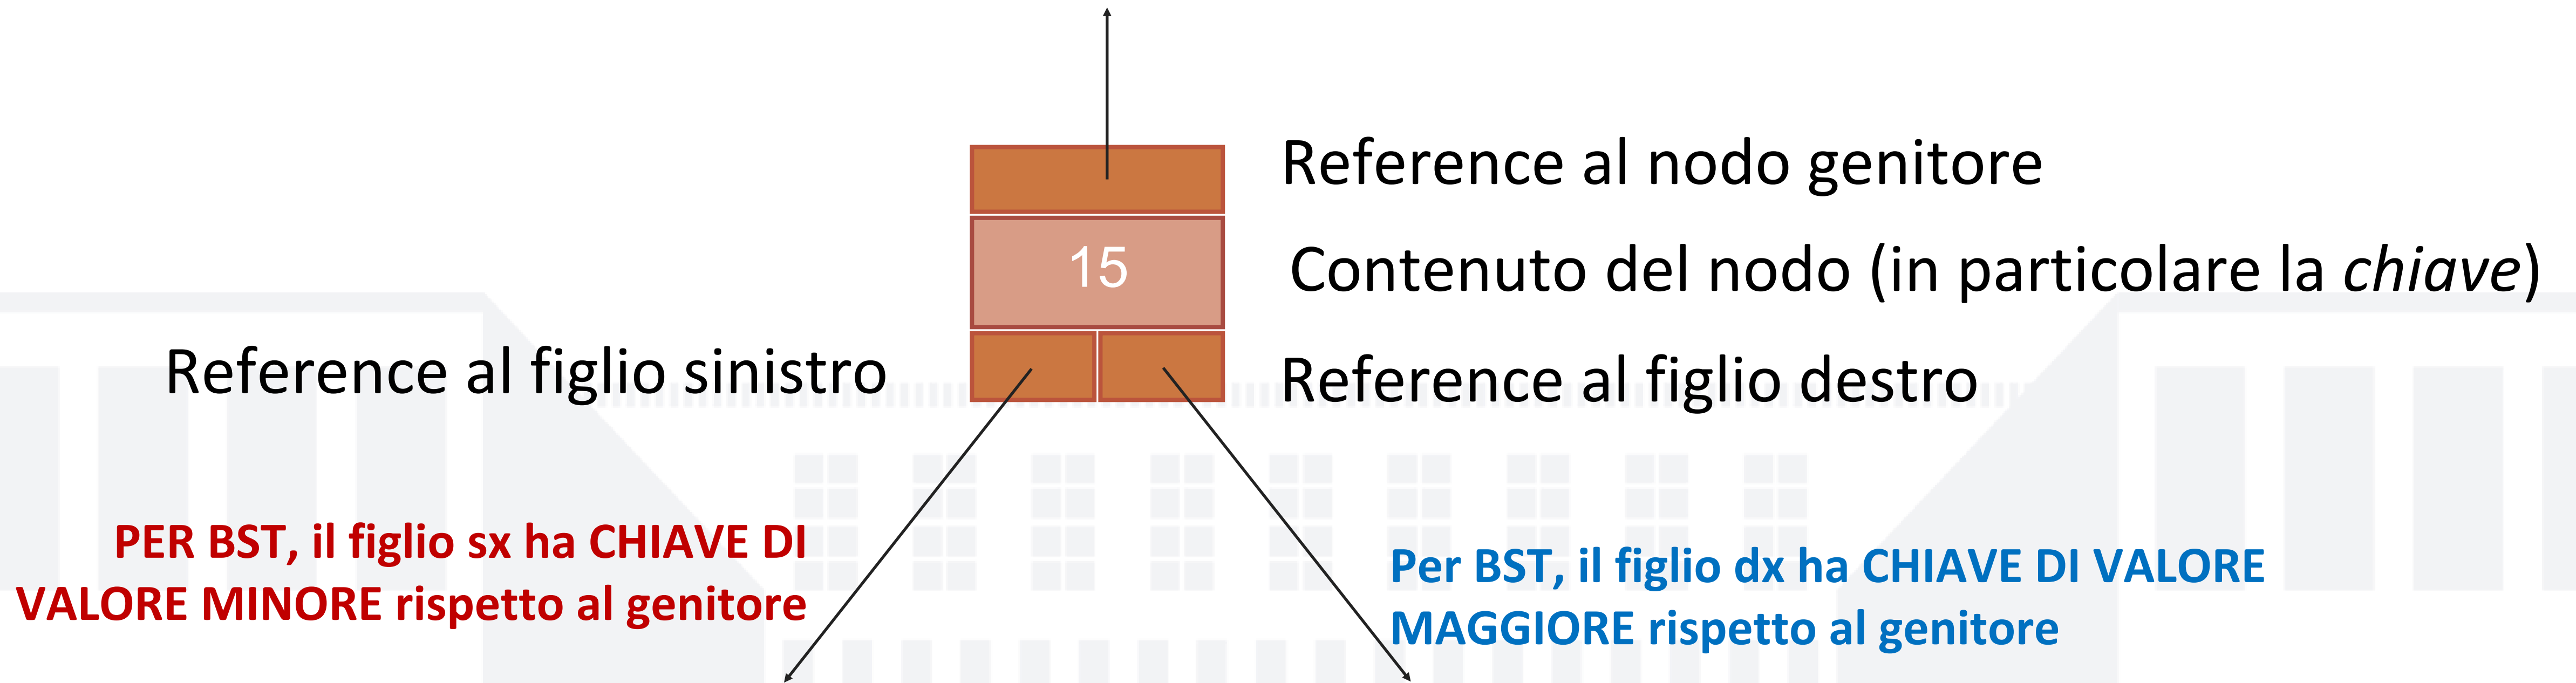 Reference al nodo genitore
15
Contenuto del nodo (in particolare la chiave)
Reference al figlio sinistro
Reference al figlio destro
PER BST, il figlio sx ha CHIAVE DI
VALORE MINORE rispetto al genitore
Per BST, il figlio dx ha CHIAVE DI VALORE
MAGGIORE rispetto al genitore